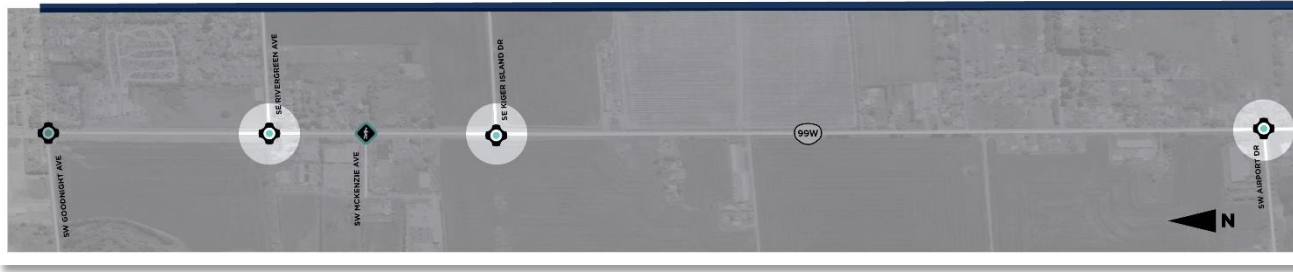 SW GOODNIGHT AVE
SE RIVERGREEN AVE
SW MCKENZIE AVE
SE KIGER ISLAND DR
99W
SW AIRPORT DR
N